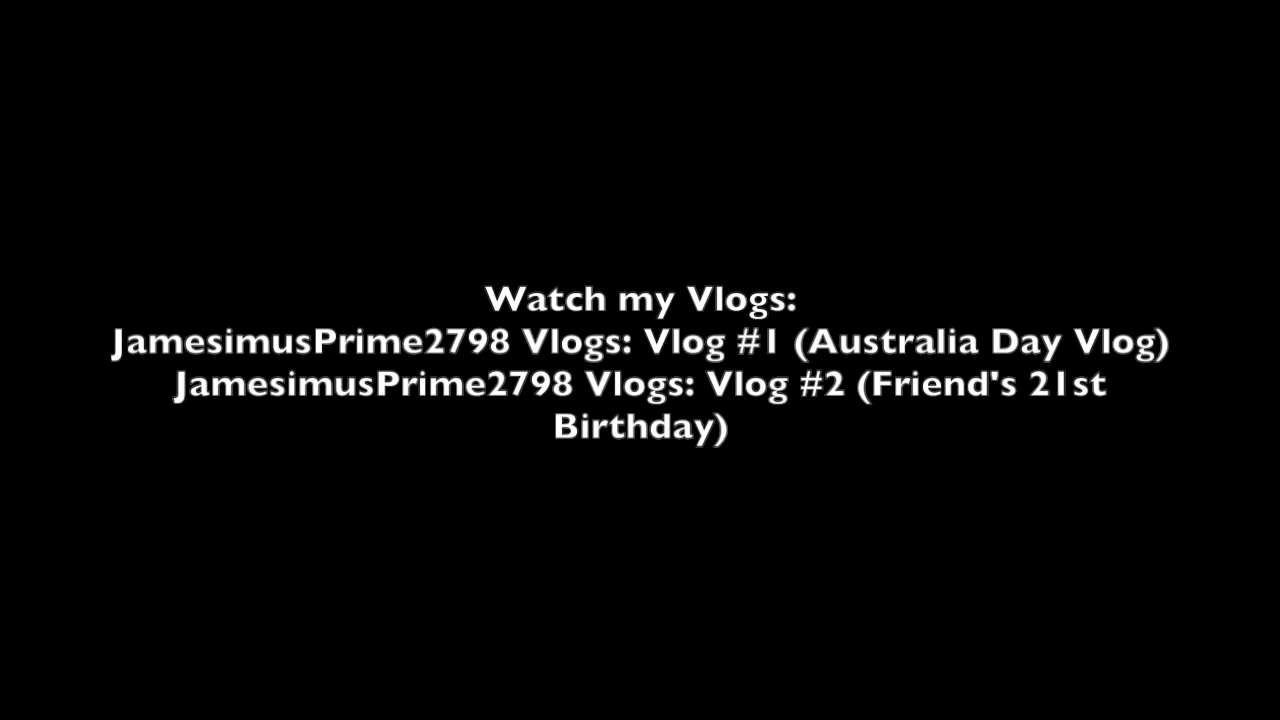 Watch my Vlogs:
JamesimusPrime2798 Vlogs: Vlog #1 (Australia Day Vlog)
JamesimusPrime2798 Vlogs: Vlog #2 (Friend's 21st
Birthday)